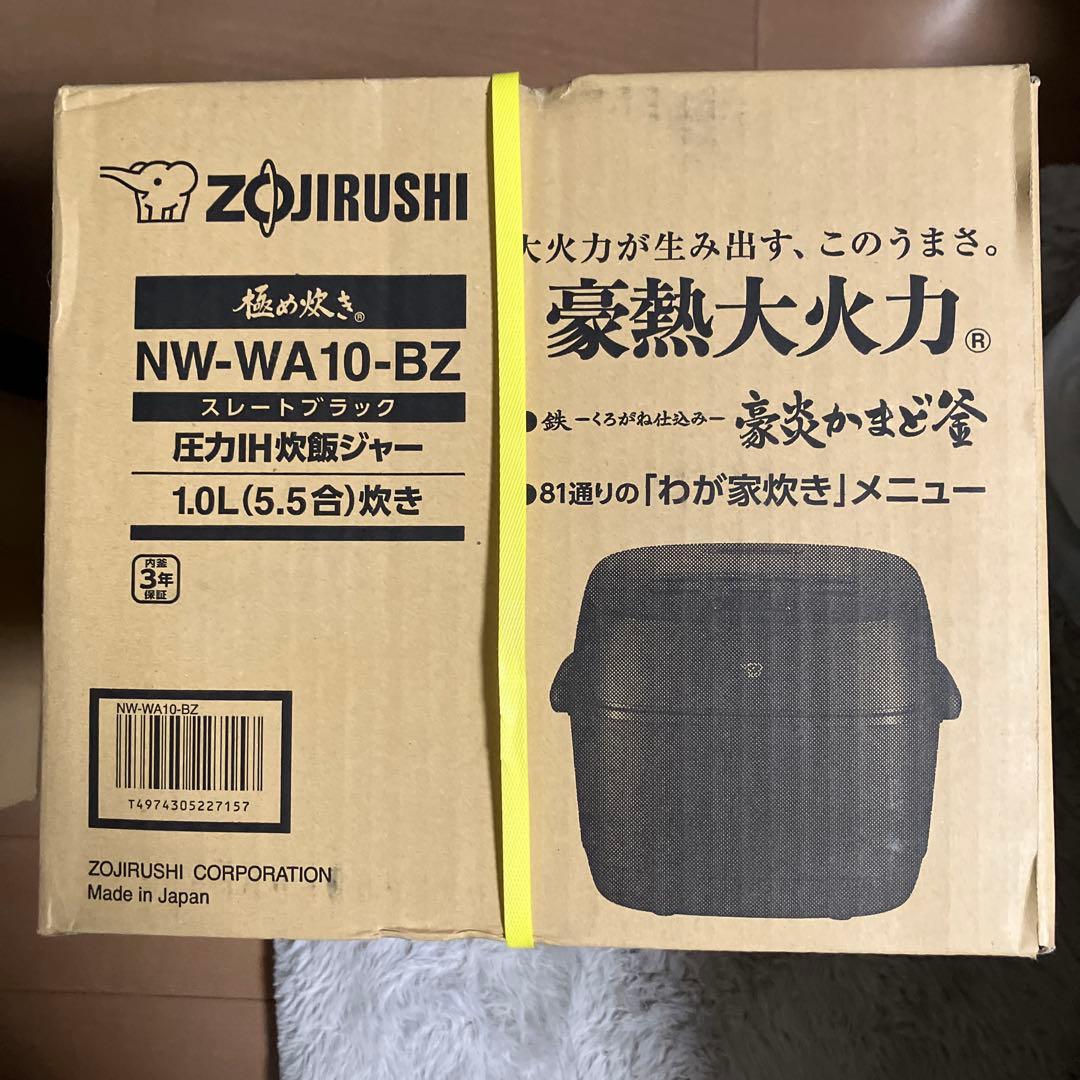 ZOJIRUSHI
極め炊き®
NW-WA10-BZ
スレートブラック
圧力IH炊飯ジャー
1.0L(5.5合)炊き
内釜
3年
保証
NW-WA10-BZ
T4974305227157
ZOJIRUSHI CORPORATION
Made in Japan
大火力が生み出す、このうまさ。
豪熱大火力®
●鉄ーくろがね仕込みー 豪炎かまど釜
●81通りの「わが家炊き」メニュー